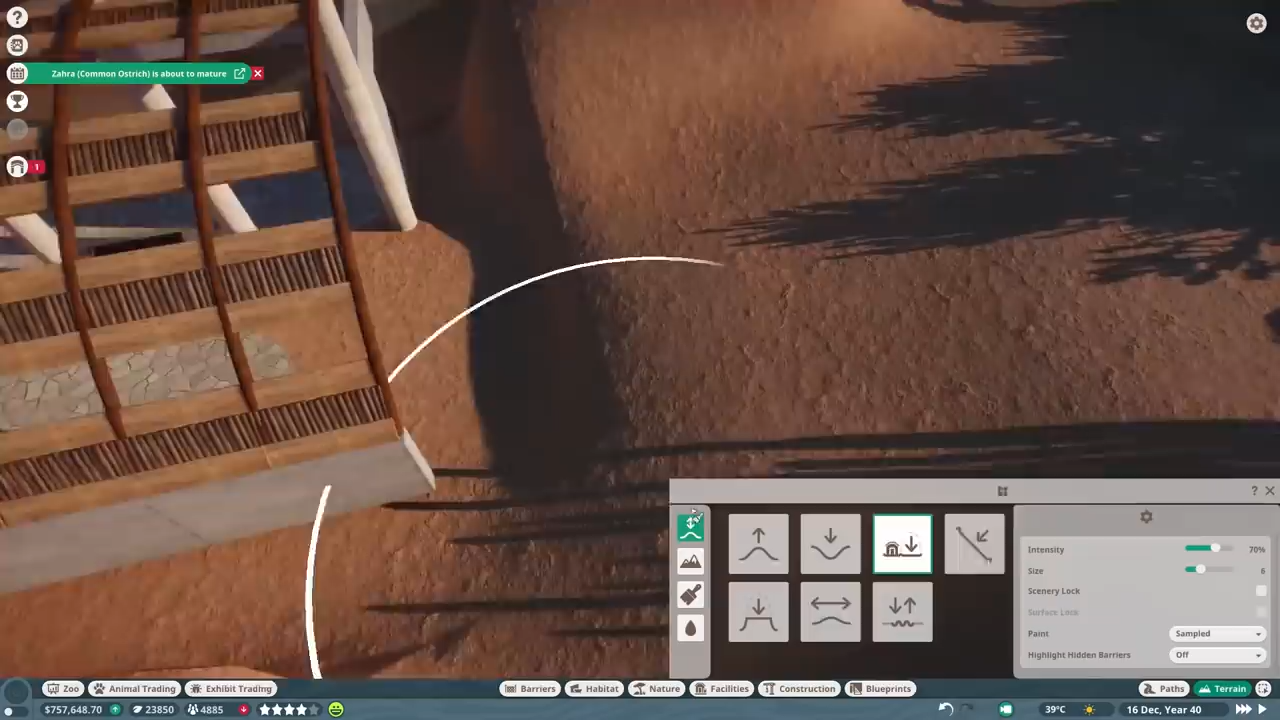 ?
Zahra (Common Ostrich) is about to mature
1
? ×
Intensity 70%
Size 6
Scenery Lock
Surface Lock
Paint Sampled
Highlight Hidden Barriers Off
Zoo Animal Trading Exhibit Trading Barriers Habitat Nature Facilities Construction Blueprints Paths Terrain
$757,648.70 23850 4885 39°C 16 Dec, Year 40